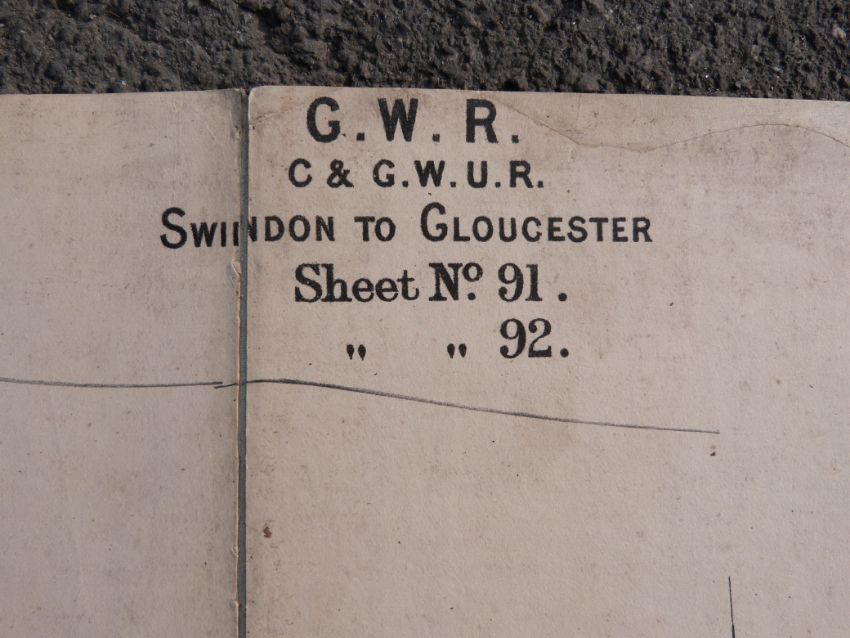 G.W.R.
C & G.W.U.R.
SWINDON TO GLOUCESTER
Sheet No. 91.
" " 92.